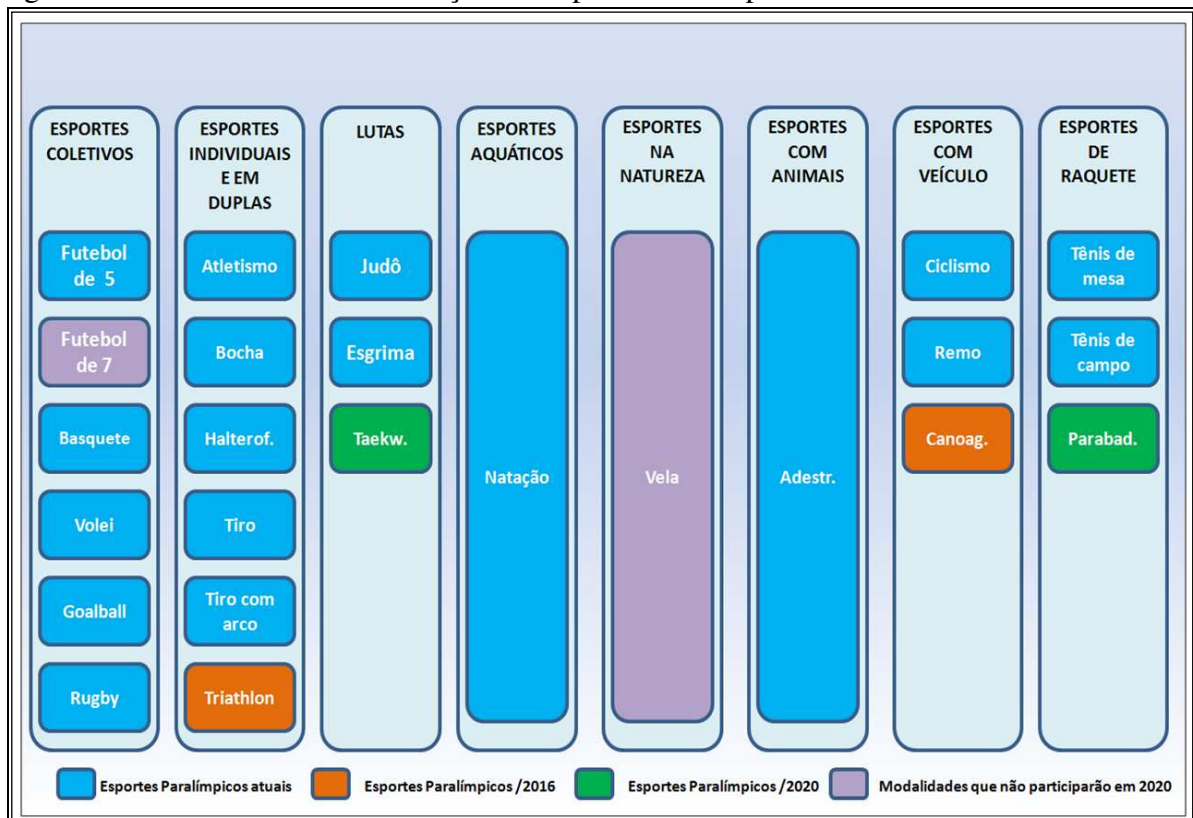 ESPORTES
COLETIVOS
Futebol
de 5
Futebol
de 7
Basquete
Volei
Goalball
Rugby
ESPORTES
INDIVIDUAIS
E EM
DUPLAS
Atletismo
Bocha
Halterof.
Tiro
Tiro com
arco
Triathlon
LUTAS
Judô
Esgrima
Taekw.
ESPORTES
AQUÁTICOS
Natação
ESPORTES
NA
NATUREZA
Vela
ESPORTES
COM
ANIMAIS
Adestr.
ESPORTES
COM
VEÍCULO
Ciclismo
Remo
Canoag.
ESPORTES
DE
RAQUETE
Tênis de
mesa
Tênis de
campo
Parabad.
Esportes Paralímpicos atuais
Esportes Paralímpicos /2016
Esportes Paralímpicos /2020
Modalidades que não participarão em 2020